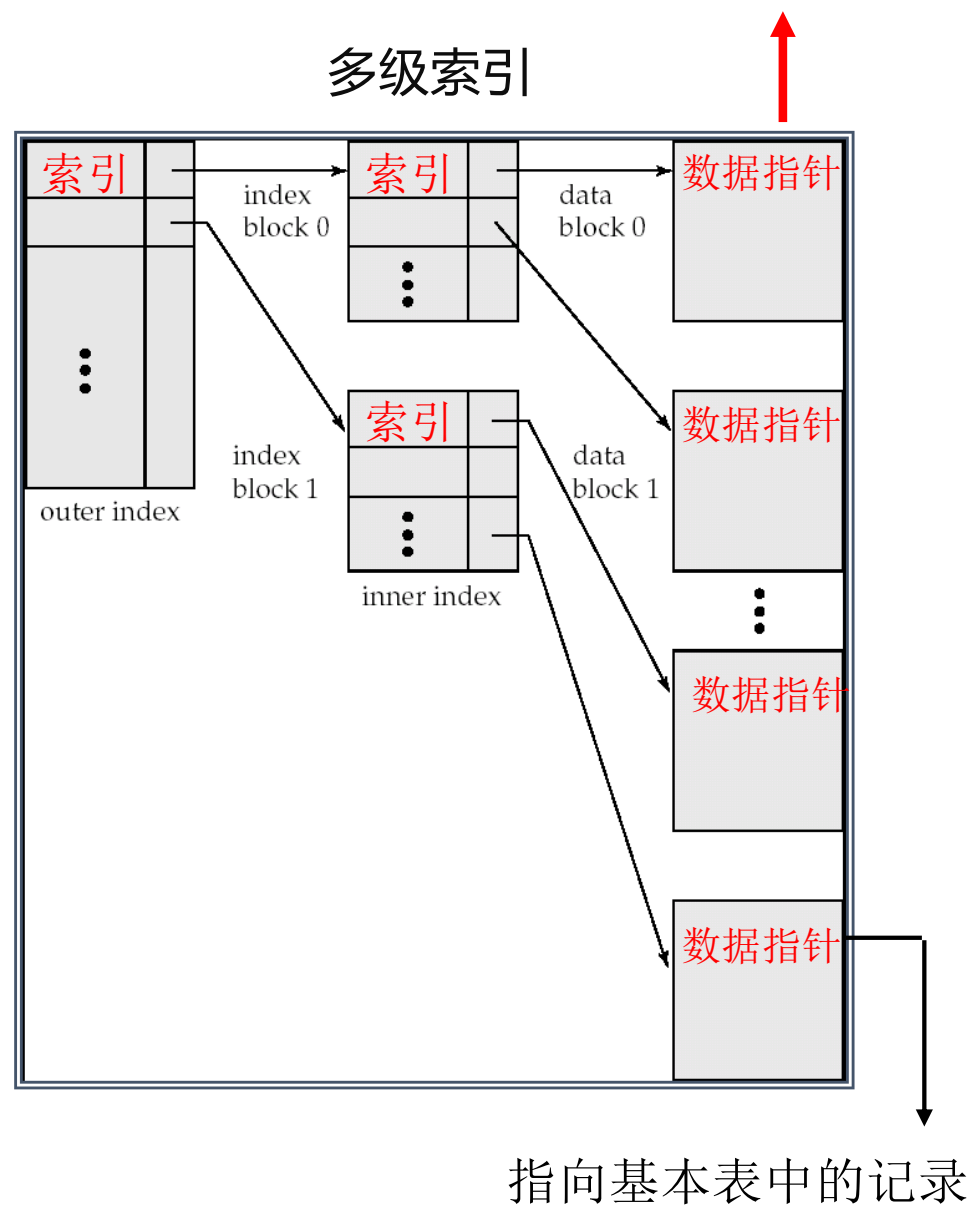 多级索引
索引
index
block 0
索引
data
block 0
数据指针
索引
数据指针
index
block 1
data
block 1
outer index
inner index
数据指针
数据指针
指向基本表中的记录